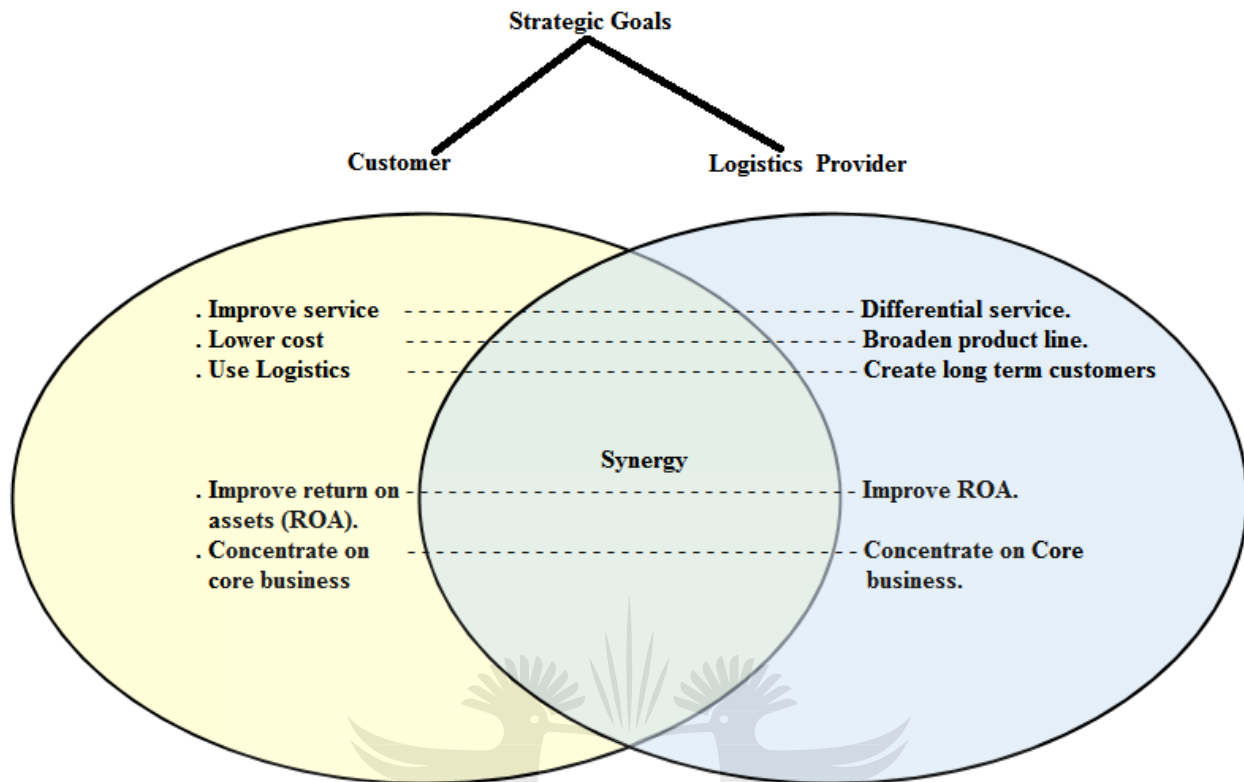 Strategic Goals
Customer
Logistics Provider
. Improve service - - - - - - - - - - - - - - - - - - - - - - - - - - - - - - - - - - Differential service.
. Lower cost - - - - - - - - - - - - - - - - - - - - - - - - - - - - - - - - - - Broaden product line.
. Use Logistics - - - - - - - - - - - - - - - - - - - - - - - - - - - - - - - - - - Create long term customers
Synergy
. Improve return on - - - - - - - - - - - - - - - - - - - - - - - - - - - - - - - - - - Improve ROA.
assets (ROA).
. Concentrate on - - - - - - - - - - - - - - - - - - - - - - - - - - - - - - - - - - Concentrate on Core
core business
business.